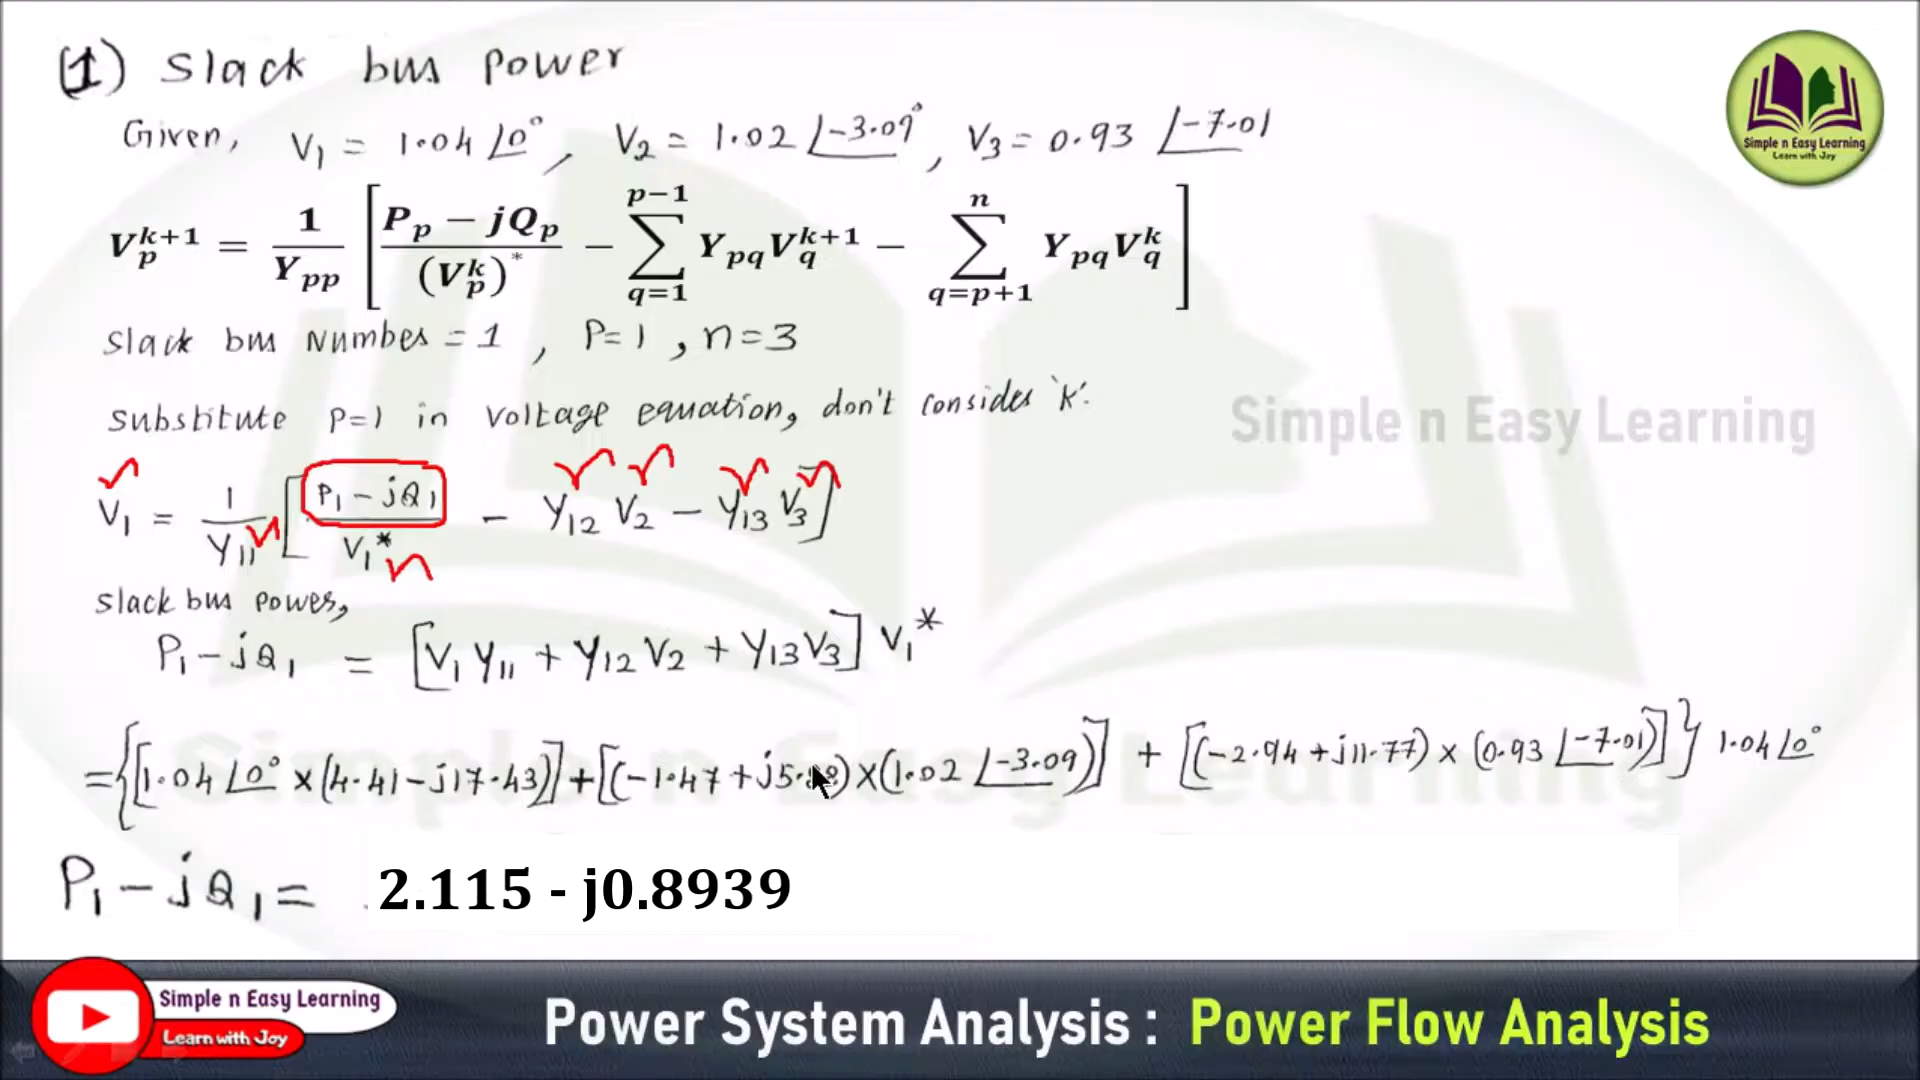 (1) Slack bus power
Simple n Easy Learning
Learn with Joy
Given, V₁ = 1.04 ∠0°, V₂ = 1.02 ∠-3.09°, V₃ = 0.93 ∠-7.01
V_p^{k+1} = 1/Y_pp [ (P_p − jQ_p)/(V_p^k)^* − ∑_{q=1}^{p−1} Y_pq V_q^{k+1} − ∑_{q=p+1}^{n} Y_pq V_q^k ]
Slack bus Number = 1, P=1, n=3
Substitute P=1 in voltage equation, don't consider 'K'.
Simple n Easy Learning
V₁ = 1/Y₁₁ [ (P₁ − jQ₁)/V₁* − Y₁₂ V₂ − Y₁₃ V₃ ]
Slack bus power,
P₁ − jQ₁ = [V₁ Y₁₁ + Y₁₂ V₂ + Y₁₃ V₃] V₁*
= {[1.04 ∠0° × (4.41 − j17.43)] + [(−1.47 + j5.8) × (1.02 ∠-3.09)] + [(−2.94 + j11.77) × (0.93 ∠-7.01)]} 1.04 ∠0°
P₁ − jQ₁ = 2.115 - j0.8939
Simple n Easy Learning
Learn with Joy
Power System Analysis : Power Flow Analysis